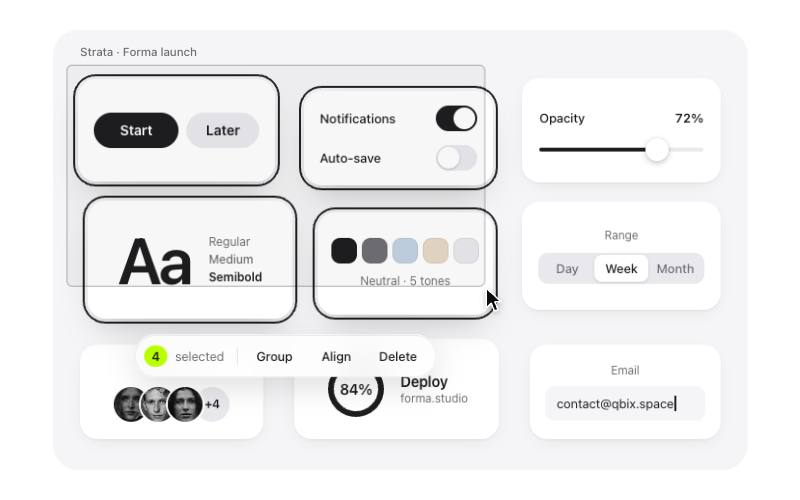 Strata · Forma launch
Start
Later
Notifications
Auto-save
Opacity
72%
Aa
Regular
Medium
Semibold
Neutral · 5 tones
Range
Day
Week
Month
4 selected
Group
Align
Delete
+4
84%
Deploy
forma.studio
Email
contact@qbix.space